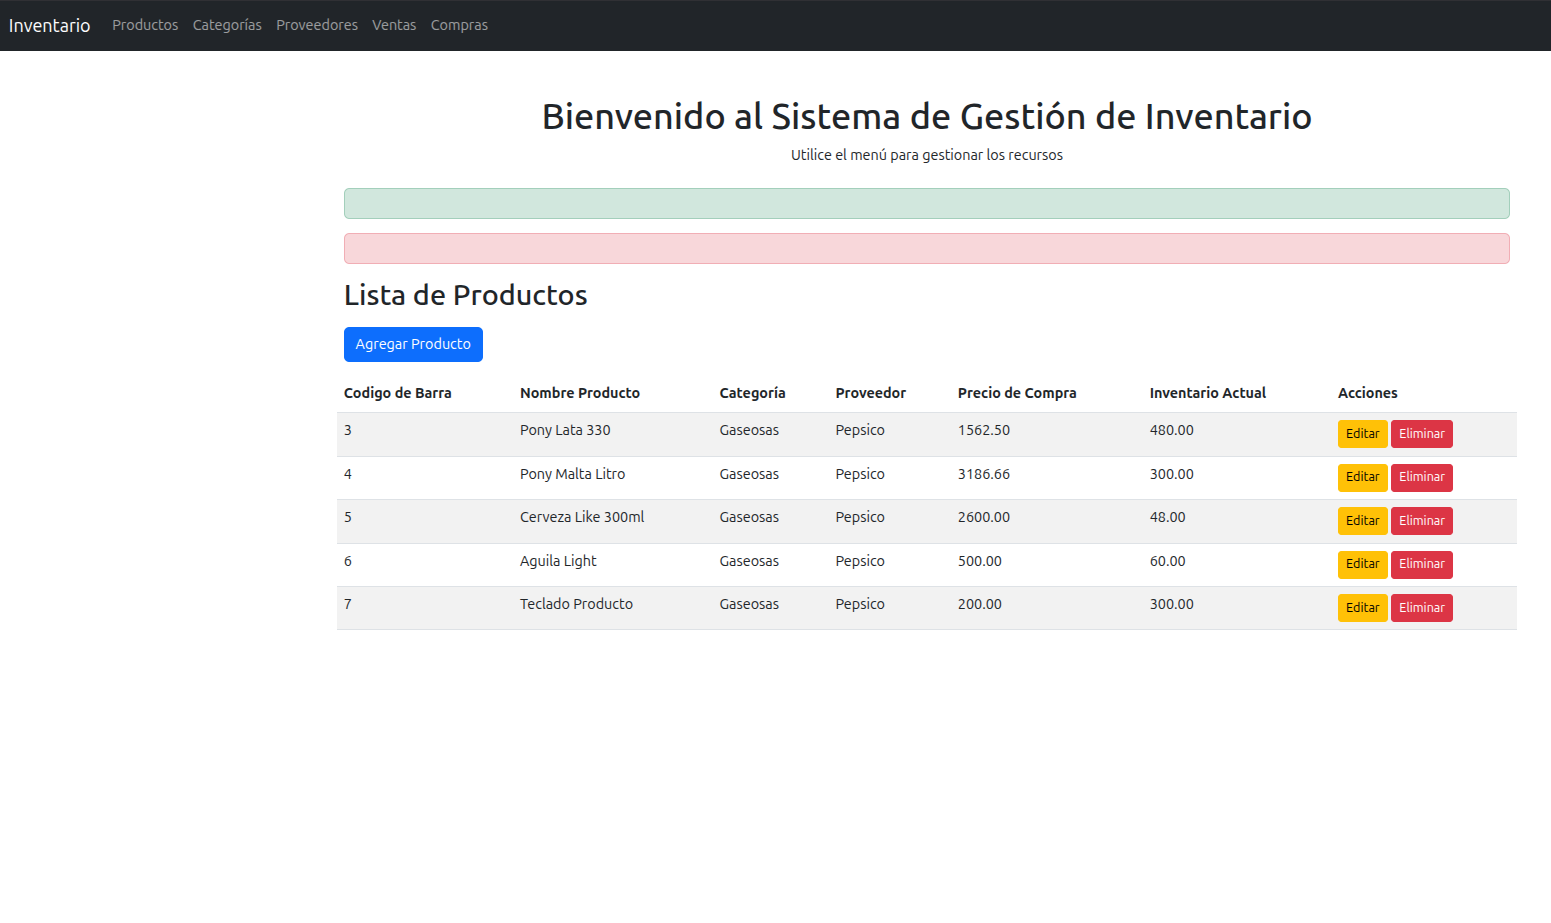 Inventario Productos Categorías Proveedores Ventas Compras
Bienvenido al Sistema de Gestión de Inventario
Utilice el menú para gestionar los recursos
Lista de Productos
Agregar Producto
Codigo de Barra Nombre Producto Categoría Proveedor Precio de Compra Inventario Actual Acciones
3 Pony Lata 330 Gaseosas Pepsico 1562.50 480.00 Editar Eliminar
4 Pony Malta Litro Gaseosas Pepsico 3186.66 300.00 Editar Eliminar
5 Cerveza Like 300ml Gaseosas Pepsico 2600.00 48.00 Editar Eliminar
6 Aguila Light Gaseosas Pepsico 500.00 60.00 Editar Eliminar
7 Teclado Producto Gaseosas Pepsico 200.00 300.00 Editar Eliminar